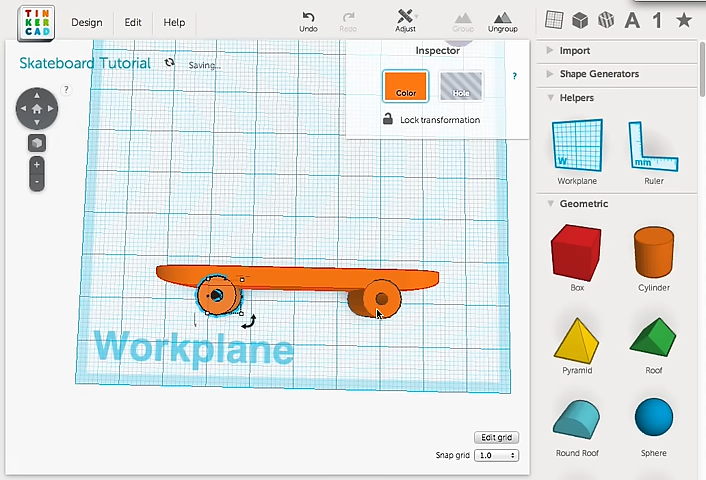 TIN
KER
CAD
Design
Edit
Help
Undo
Redo
Adjust
Group
Ungroup
A
1
Skateboard Tutorial
Saving...
?
Inspector
Color
Hole
?
Lock transformation
+
-
Workplane
Edit grid
Snap grid
1.0
Import
Shape Generators
Helpers
W
mm
Workplane
Ruler
Geometric
Box
Cylinder
Pyramid
Roof
Round Roof
Sphere